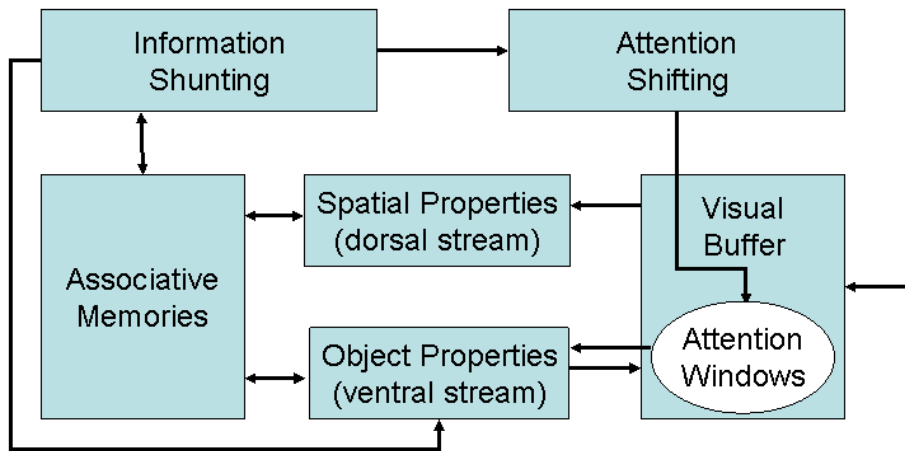 Information
Shunting
Attention
Shifting
Spatial Properties
(dorsal stream)
Visual
Buffer
Associative
Memories
Object Properties
(ventral stream)
Attention
Windows